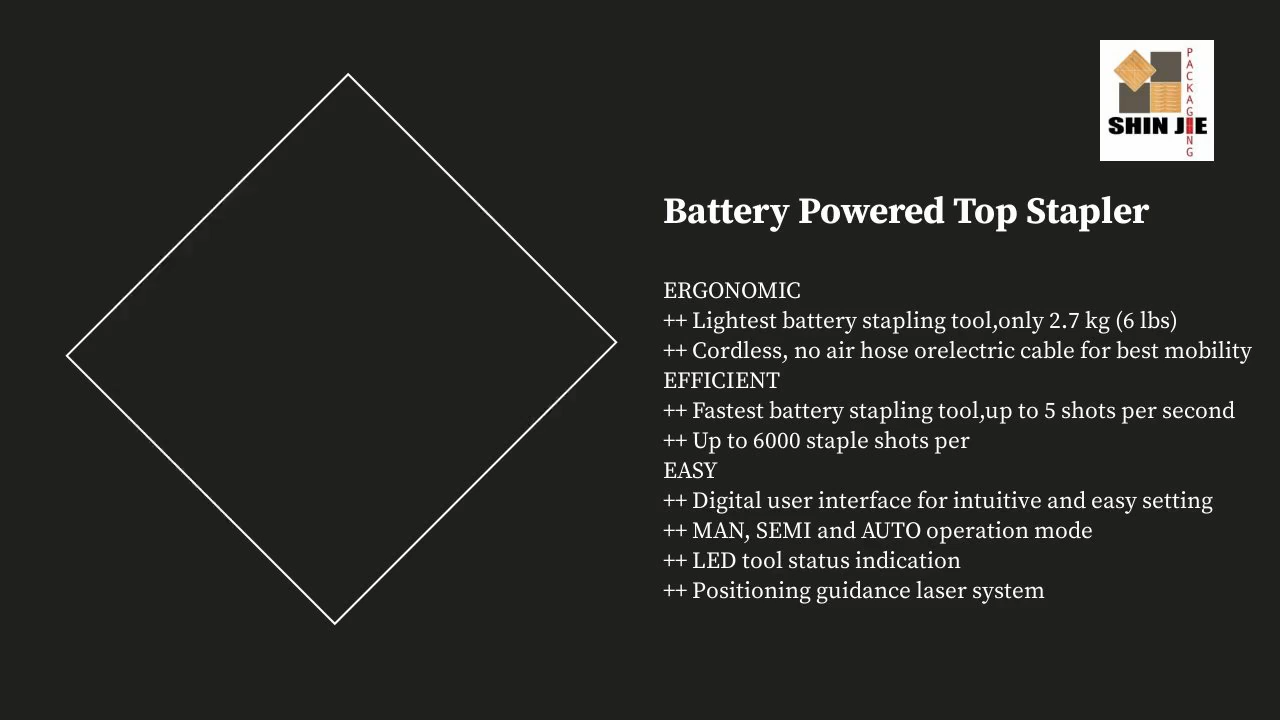 PACKAGING
SHIN JIE
Battery Powered Top Stapler
ERGONOMIC
++ Lightest battery stapling tool,only 2.7 kg (6 lbs)
++ Cordless, no air hose orelectric cable for best mobility
EFFICIENT
++ Fastest battery stapling tool,up to 5 shots per second
++ Up to 6000 staple shots per
EASY
++ Digital user interface for intuitive and easy setting
++ MAN, SEMI and AUTO operation mode
++ LED tool status indication
++ Positioning guidance laser system